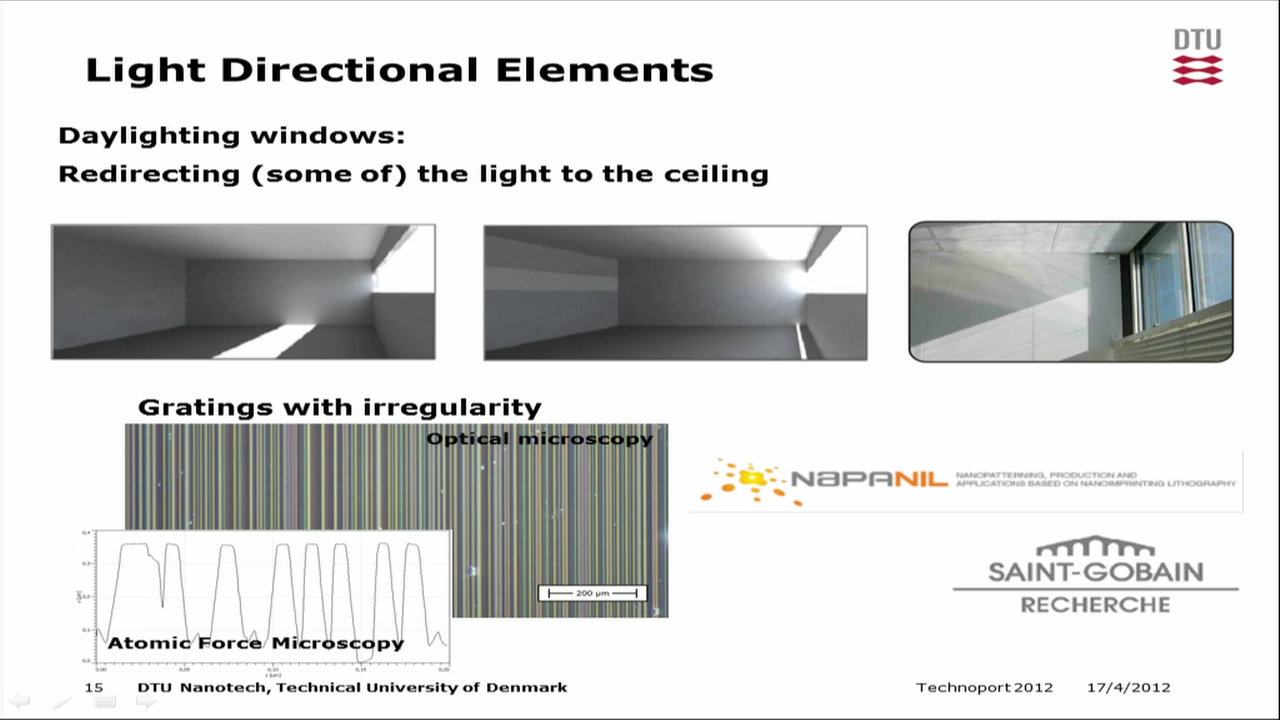 DTU
Light Directional Elements
Daylighting windows:
Redirecting (some of) the light to the ceiling
Gratings with irregularity
Optical microscopy
NAPANIL
NANOPATTERNING, PRODUCTION AND
APPLICATIONS BASED ON NANOIMPRINTING LITHOGRAPHY
200 µm
SAINT-GOBAIN
RECHERCHE
Atomic Force Microscopy
15 DTU Nanotech, Technical University of Denmark Technoport 2012 17/4/2012